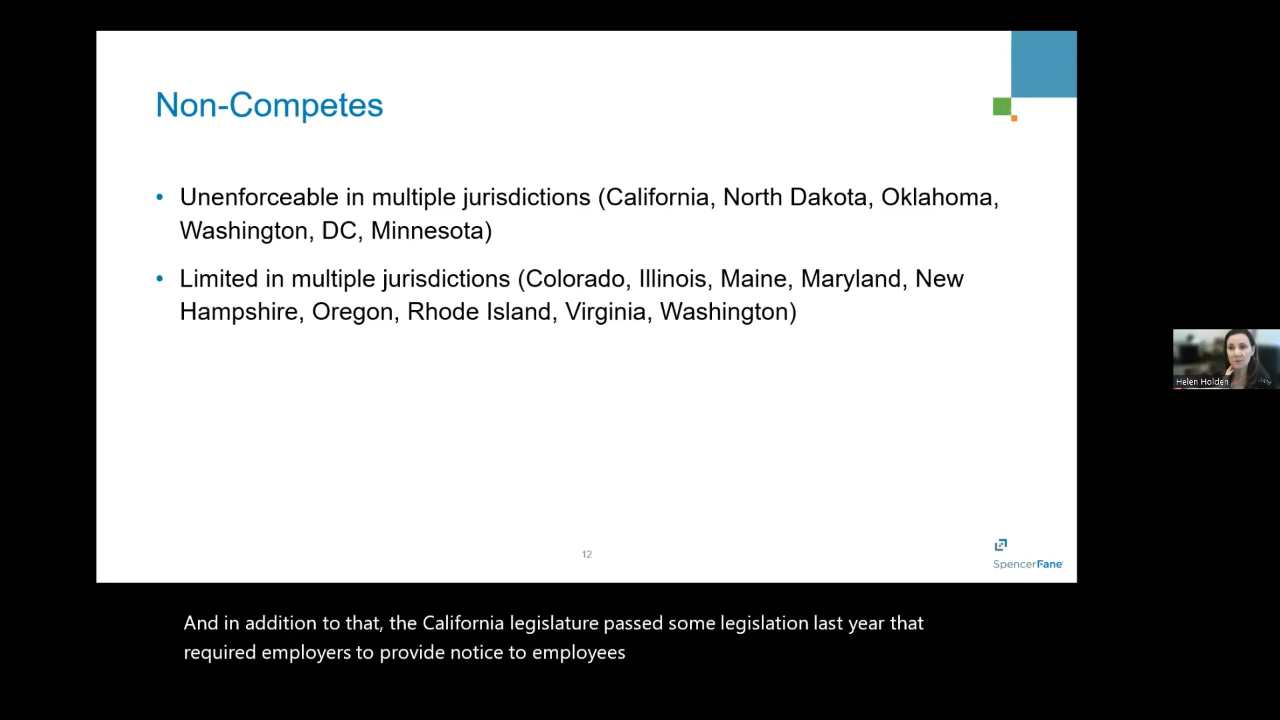 Non-Competes
• Unenforceable in multiple jurisdictions (California, North Dakota, Oklahoma,
Washington, DC, Minnesota)
• Limited in multiple jurisdictions (Colorado, Illinois, Maine, Maryland, New
Hampshire, Oregon, Rhode Island, Virginia, Washington)
Helen Holden
12
SpencerFane
And in addition to that, the California legislature passed some legislation last year that
required employers to provide notice to employees